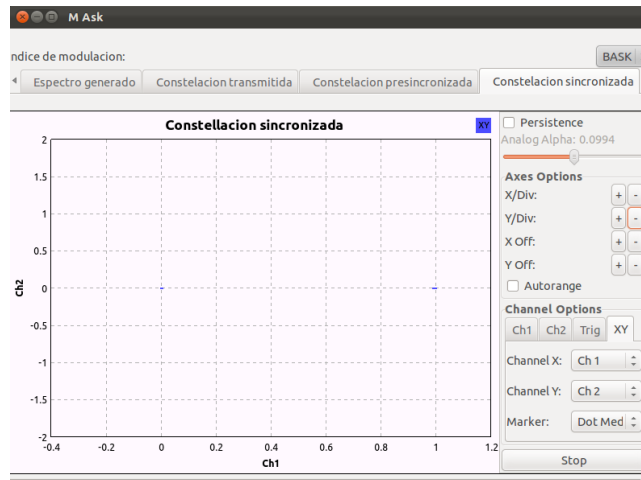 M Ask
ndice de modulacion:
BASK
Espectro generado
Constelacion transmitida
Constelacion presincronizada
Constelacion sincronizada
Constellacion sincronizada
XY
2
1.5
1
0.5
0
-0.5
-1
-1.5
-2
Ch2
-0.4 -0.2 0 0.2 0.4 0.6 0.8 1 1.2
Ch1
Persistence
Analog Alpha: 0.0994
Axes Options
X/Div: + -
Y/Div: + -
X Off: + -
Y Off: + -
Autorange
Channel Options
Ch1 Ch2 Trig XY
Channel X: Ch 1
Channel Y: Ch 2
Marker: Dot Med
Stop